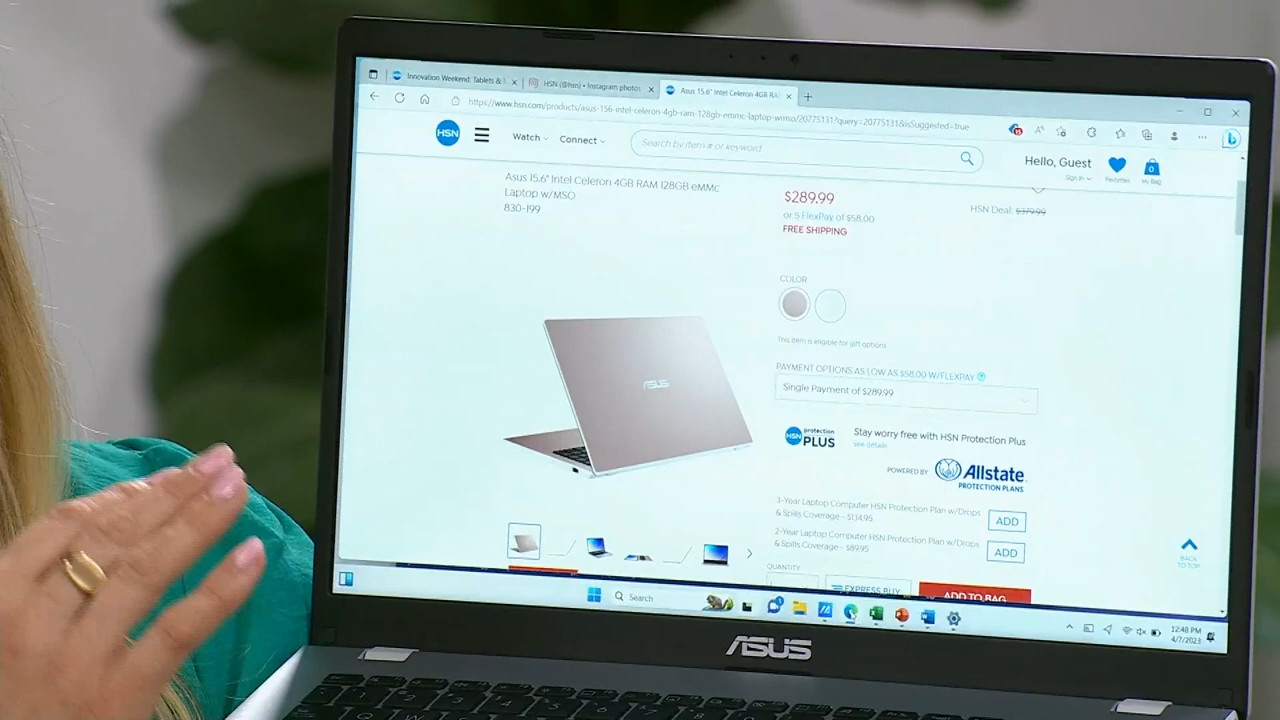 Innovation Weekend: Tablets &
HSN (@hsn) • Instagram photos
Asus 15.6" Intel Celeron 4GB RA
https://www.hsn.com/products/asus-156-intel-celeron-4gb-ram-128gb-emmc-laptop-wmso/20775131?query=20775131&isSuggested=true
HSN
Watch
Connect
Search by item # or keyword
Hello, Guest
Sign In
Favorites
0
My Bag
Asus 15.6" Intel Celeron 4GB RAM 128GB eMMc
Laptop w/MSO
830-199
$289.99
or 5 FlexPay of $58.00
FREE SHIPPING
HSN Deal: $379.99
COLOR
This item is eligible for gift options
PAYMENT OPTIONS AS LOW AS $58.00 W/FLEXPAY ?
Single Payment of $289.99
ASUS
HSN protection PLUS
Stay worry free with HSN Protection Plus
see details
POWERED BY Allstate
PROTECTION PLANS
3-Year Laptop Computer HSN Protection Plan w/Drops
& Spills Coverage - $134.95
ADD
2-Year Laptop Computer HSN Protection Plan w/Drops
& Spills Coverage - $89.95
ADD
BACK
TO TOP
QUANTITY
EXPRESS BUY
ADD TO BAG
Search
12:48 PM
4/7/2023
ASUS